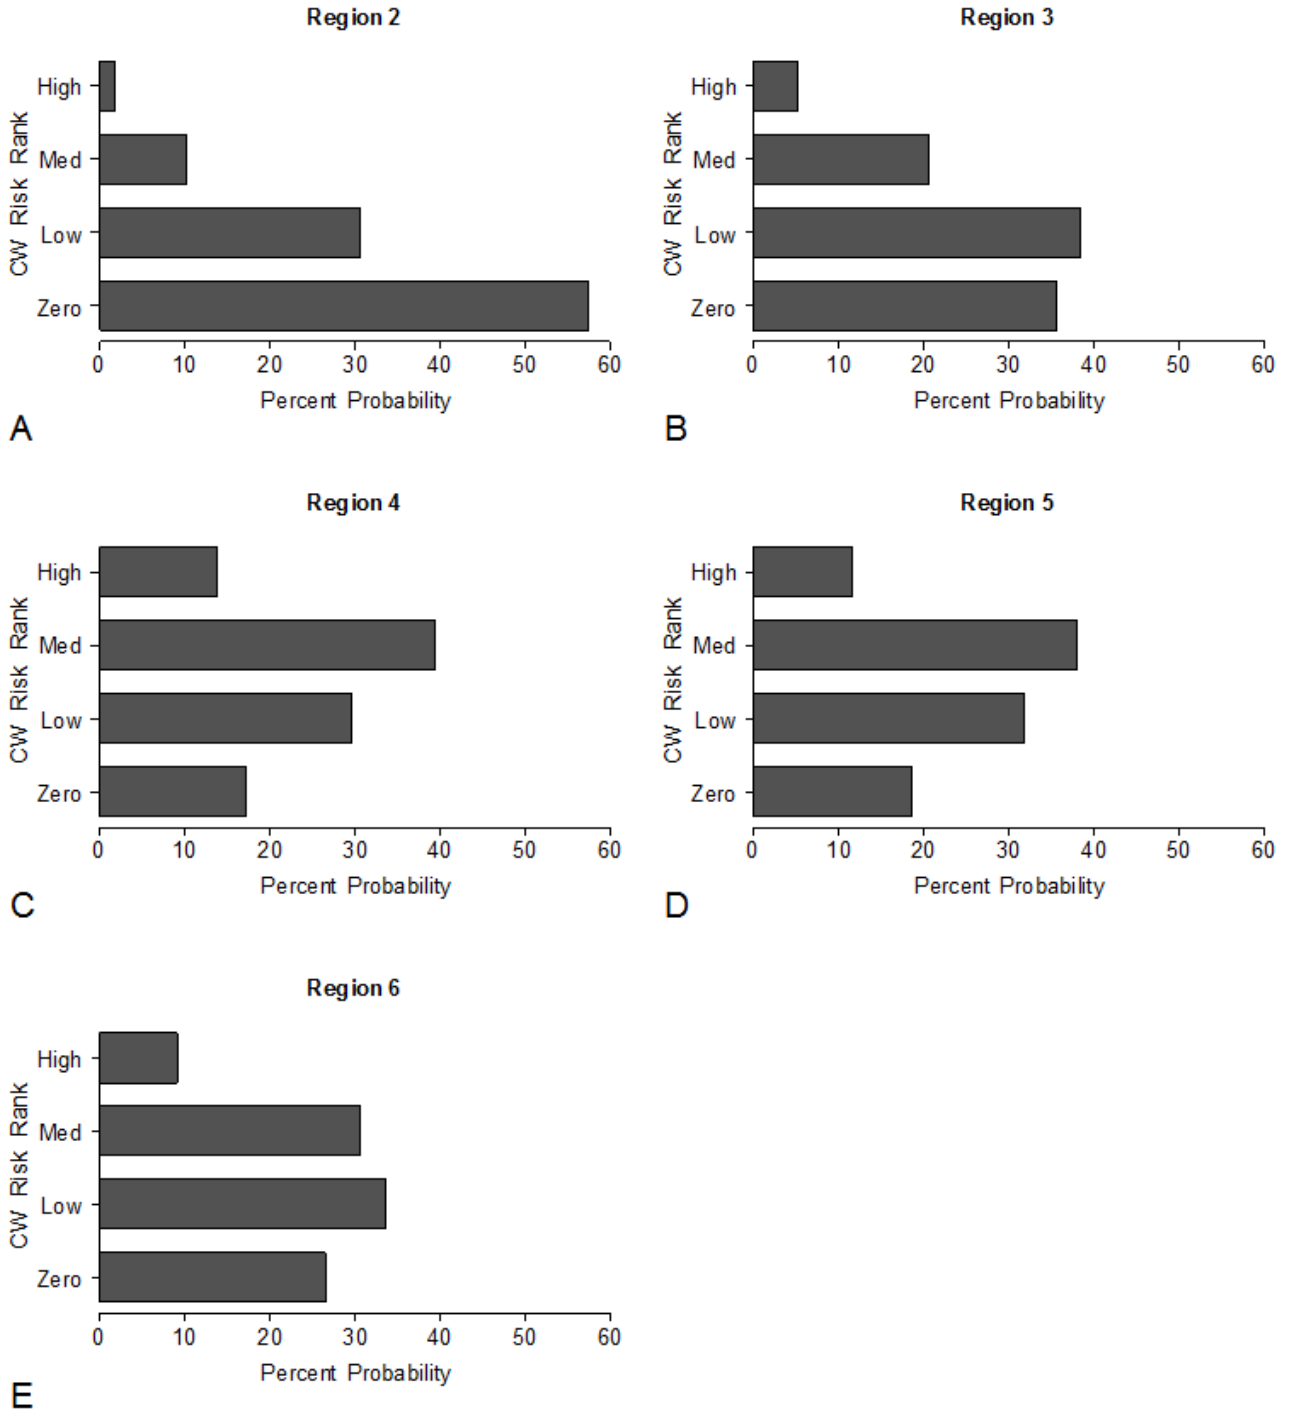 Region 2
CW Risk Rank
High
Med
Low
Zero
0 10 20 30 40 50 60
Percent Probability
A
Region 3
CW Risk Rank
High
Med
Low
Zero
0 10 20 30 40 50 60
Percent Probability
B
Region 4
CW Risk Rank
High
Med
Low
Zero
0 10 20 30 40 50 60
Percent Probability
C
Region 5
CW Risk Rank
High
Med
Low
Zero
0 10 20 30 40 50 60
Percent Probability
D
Region 6
CW Risk Rank
High
Med
Low
Zero
0 10 20 30 40 50 60
Percent Probability
E